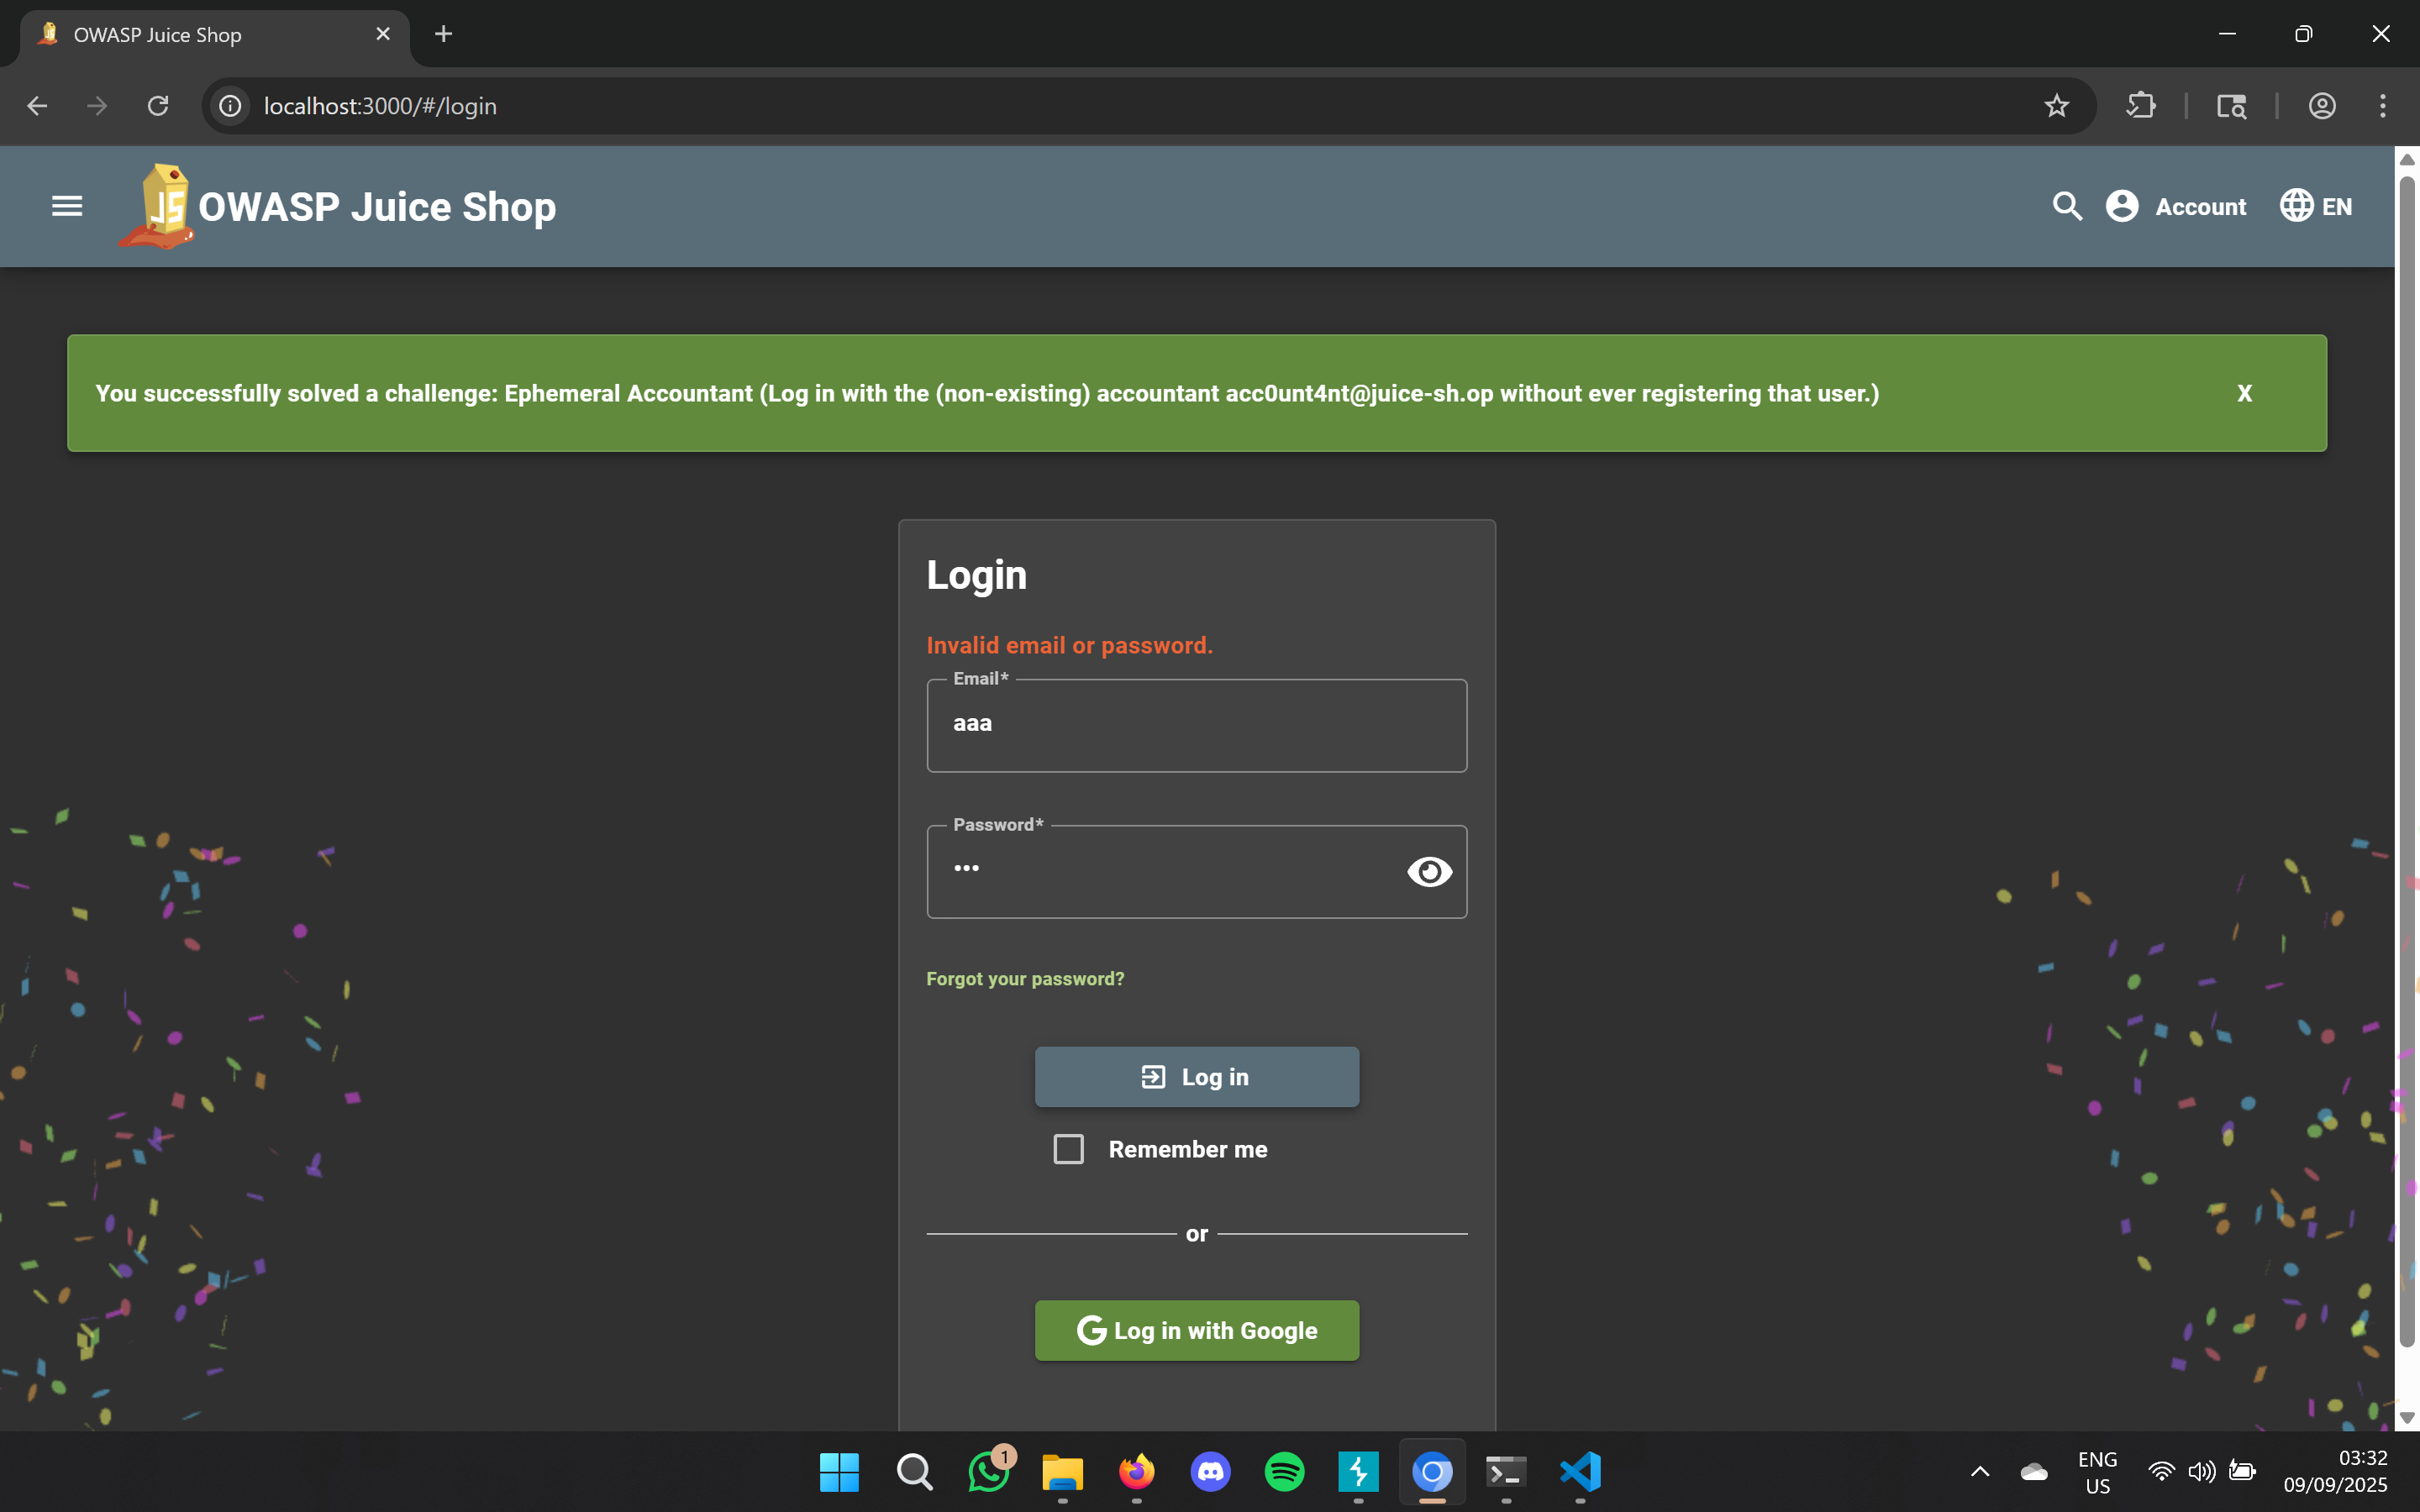 OWASP Juice Shop
localhost:3000/#/login
JS
OWASP Juice Shop
Account
EN
You successfully solved a challenge: Ephemeral Accountant (Log in with the (non-existing) accountant acc0unt4nt@juice-sh.op without ever registering that user.)
X
Login
Invalid email or password.
Email*
aaa
Password*
•••
Forgot your password?
Log in
Remember me
or
G Log in with Google
1
ENG
US
03:32
09/09/2025